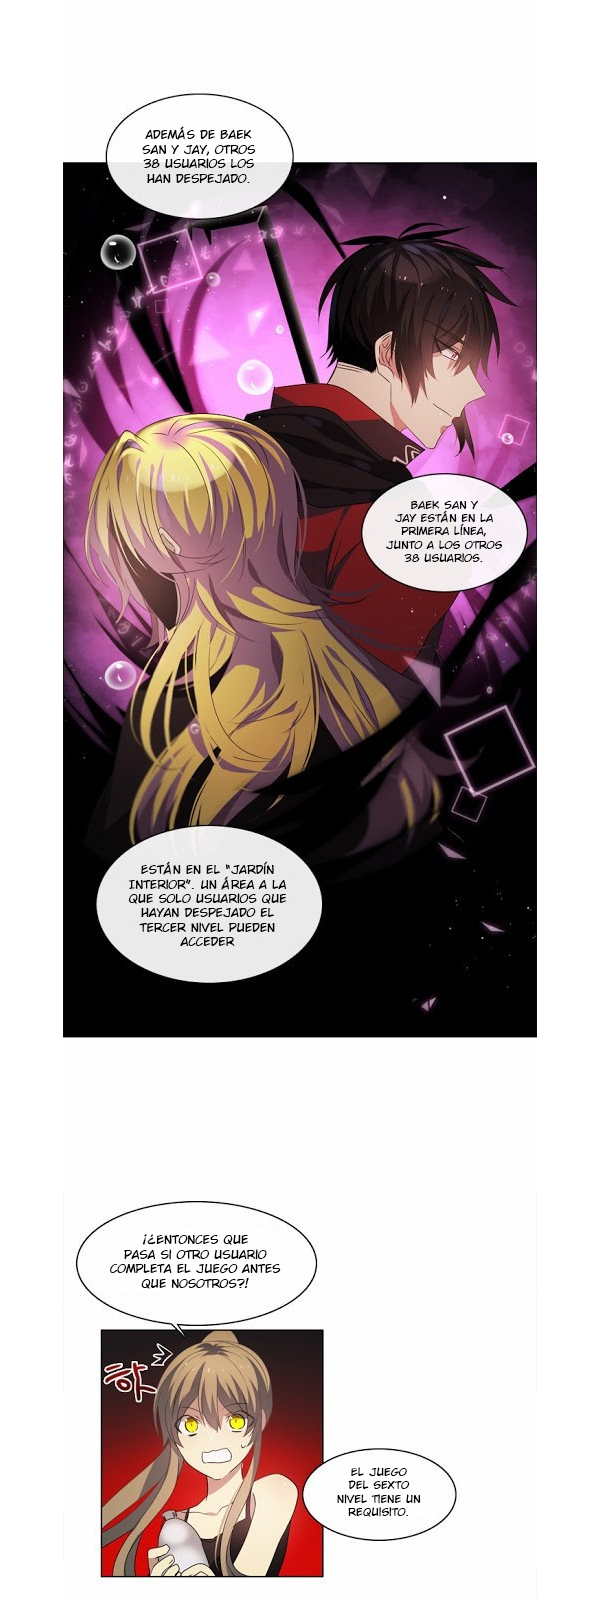 ADEMÁS DE BAEK
SAN Y JAY, OTROS
38 USUARIOS LOS
HAN DESPEJADO.
BAEK SAN Y
JAY ESTÁN EN LA
PRIMERA LÍNEA,
JUNTO A LOS OTROS
38 USUARIOS.
ESTÁN EN EL "JARDÍN
INTERIOR". UN ÁREA A LA
QUE SOLO USUARIOS QUE
HAYAN DESPEJADO EL
TERCER NIVEL PUEDEN
ACCEDER
¡¿ENTONCES QUE
PASA SI OTRO USUARIO
COMPLETA EL JUEGO ANTES
QUE NOSOTROS?!
하
EL JUEGO
DEL SEXTO
NIVEL TIENE UN
REQUISITO.